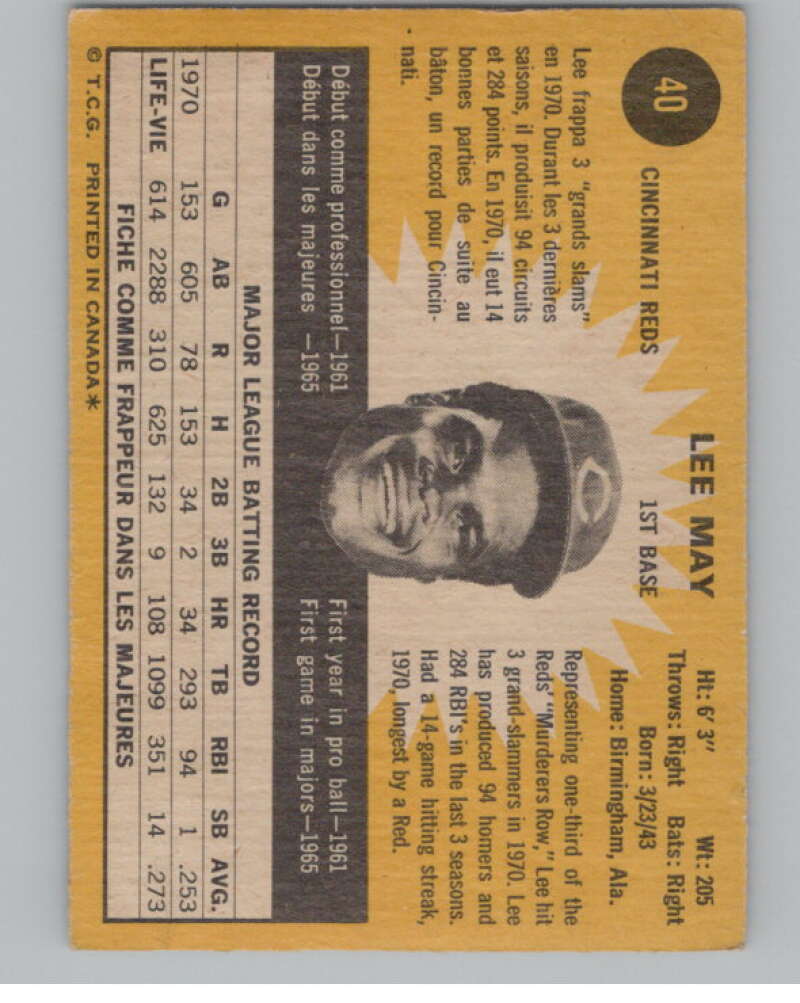 40
LEE MAY
CINCINNATI REDS
1ST BASE
Ht: 6' 3" Wt: 205
Throws: Right Bats: Right
Born: 3/23/43
Home: Birmingham, Ala.
Lee frappa 3 "grands slams"
en 1970. Durant les 3 dernières
saisons, il produisit 94 circuits
et 284 points. En 1970, il eut 14
bonnes parties de suite au
bâton, un record pour Cincin-
nati.
C
Representing one-third of the
Reds' "Murderers Row," Lee hit
3 grand-slammers in 1970. Lee
has produced 94 homers and
284 RBI's in the last 3 seasons.
Had a 14-game hitting streak,
1970, longest by a Red.
Début comme professionnel—1961
Début dans les majeures —1965
First year in pro ball—1961
First game in majors—1965
MAJOR LEAGUE BATTING RECORD
G AB R H 2B 3B HR TB RBI SB AVG.
1970 153 605 78 153 34 2 34 293 94 1 .253
LIFE-VIE 614 2288 310 625 132 9 108 1099 351 14 .273
FICHE COMME FRAPPEUR DANS LES MAJEURES
© T.C.G. PRINTED IN CANADA*